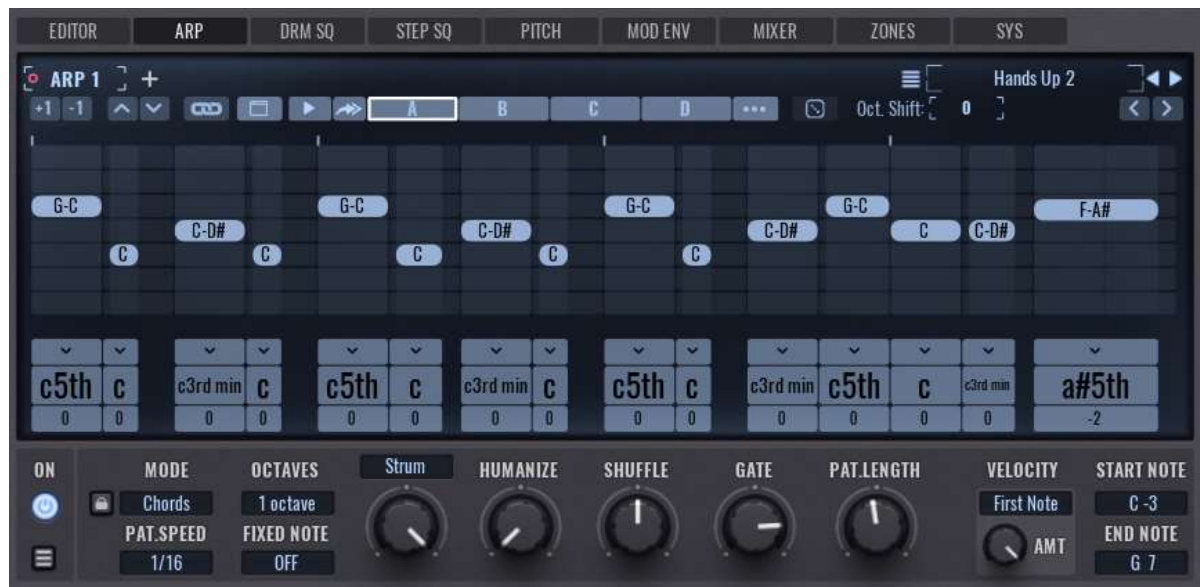 EDITOR ARP DRM SQ STEP SQ PITCH MOD ENV MIXER ZONES SYS
ARP 1 + Hands Up 2
+1 -1 A B C D ••• Oct. Shift: 0
G-C G-C G-C G-C F-A#
C-D# C-D# C-D# C C-D#
C C C C C
c5th c c3rd min c c5th c c3rd min c c5th c c3rd min c5th c c3rd min a#5th
0 0 0 0 0 0 0 0 0 0 0 0 0 0 -2
ON MODE OCTAVES Strum HUMANIZE SHUFFLE GATE PAT.LENGTH VELOCITY START NOTE
Chords 1 octave First Note C -3
PAT.SPEED FIXED NOTE AMT END NOTE
1/16 OFF G 7